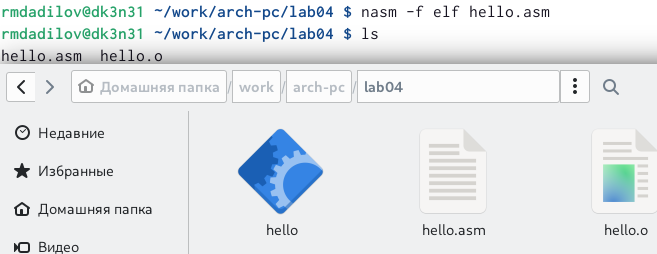 rmdadilov@dk3n31 ~/work/arch-pc/lab04 $ nasm -f elf hello.asm
rmdadilov@dk3n31 ~/work/arch-pc/lab04 $ ls
hello.asm  hello.o
Домашняя папка / work / arch-pc / lab04
Недавние
Избранные
Домашняя папка
Видео
hello
hello.asm
hello.o